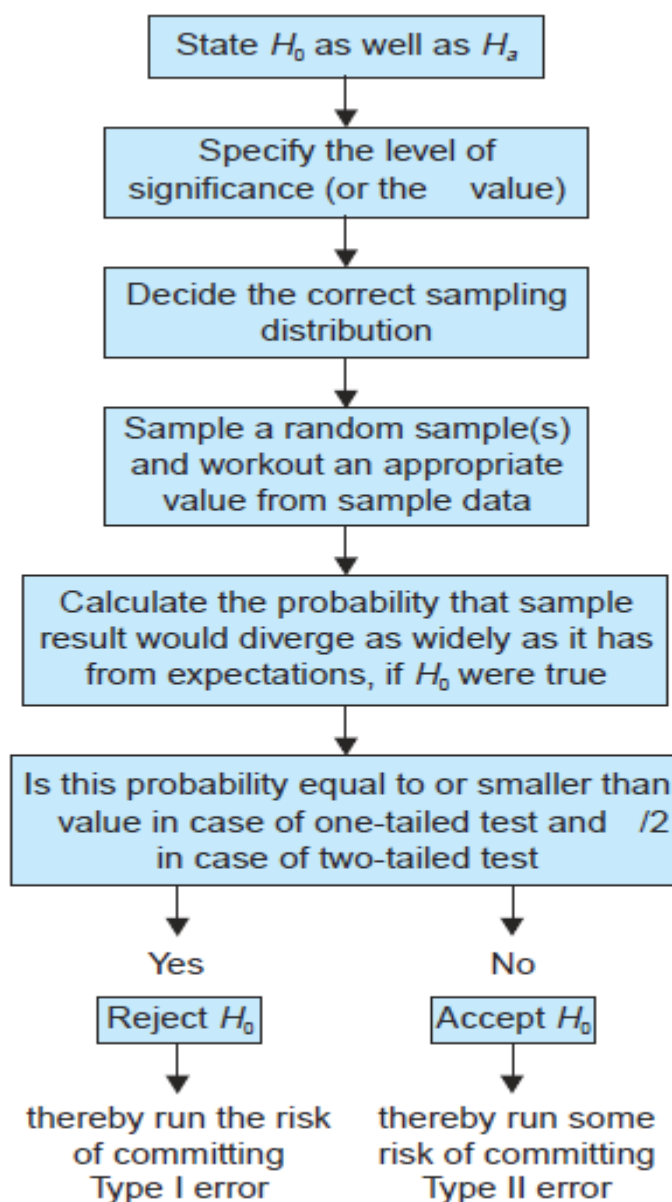 State H₀ as well as Hₐ
Specify the level of
significance (or the value)
Decide the correct sampling
distribution
Sample a random sample(s)
and workout an appropriate
value from sample data
Calculate the probability that sample
result would diverge as widely as it has
from expectations, if H₀ were true
Is this probability equal to or smaller than
value in case of one-tailed test and /2
in case of two-tailed test
Yes
No
Reject H₀
Accept H₀
thereby run the risk
of committing
Type I error
thereby run some
risk of committing
Type II error